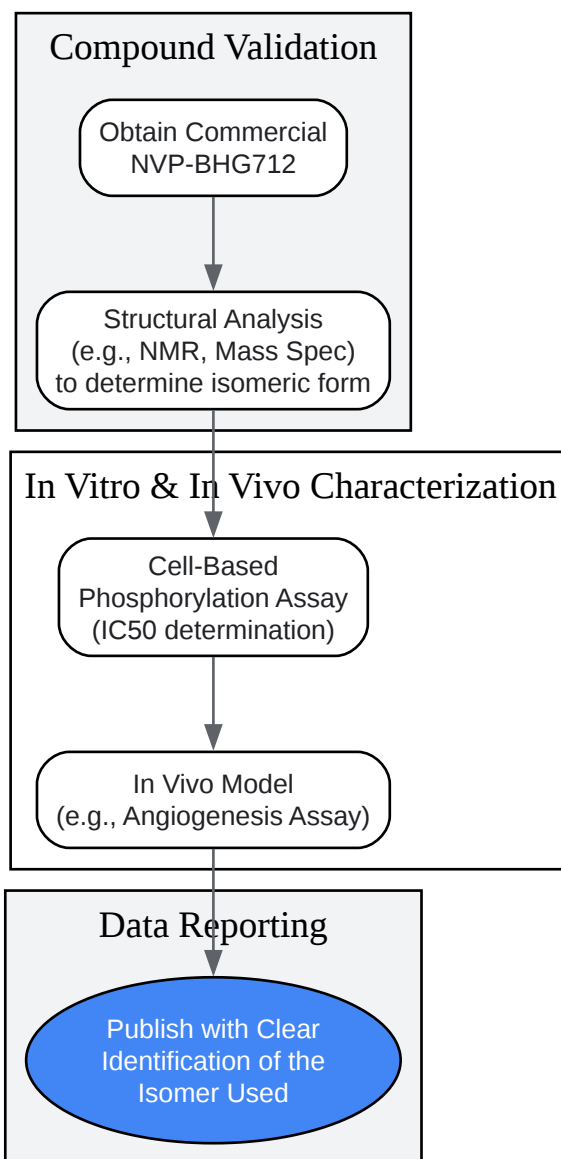 Compound Validation
Obtain Commercial
NVP-BHG712
Structural Analysis
(e.g., NMR, Mass Spec)
to determine isomeric form
In Vitro & In Vivo Characterization
Cell-Based
Phosphorylation Assay
(IC50 determination)
In Vivo Model
(e.g., Angiogenesis Assay)
Data Reporting
Publish with Clear
Identification of the
Isomer Used